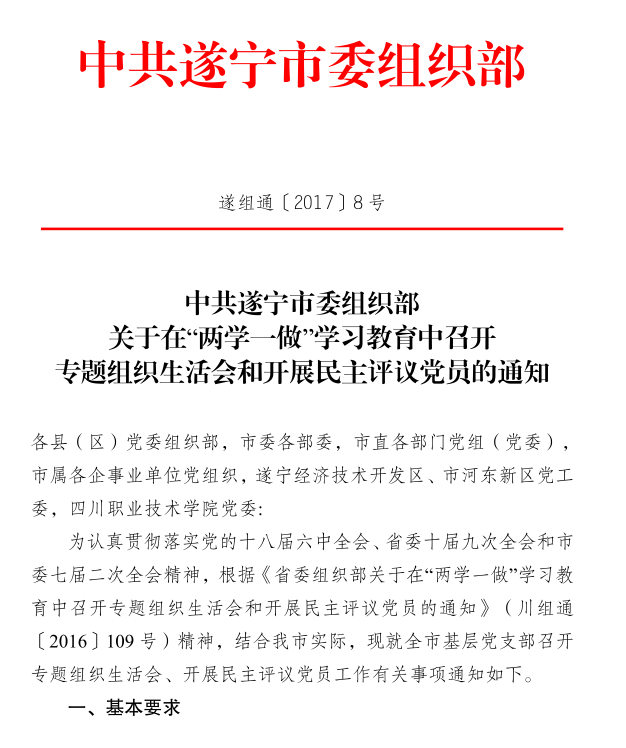 中共遂宁市委组织部
遂组通〔2017〕8 号
中共遂宁市委组织部
关于在“两学一做”学习教育中召开
专题组织生活会和开展民主评议党员的通知
各县（区）党委组织部，市委各部委，市直各部门党组（党委），
市属各企事业单位党组织，遂宁经济技术开发区、市河东新区党工
委，四川职业技术学院党委：
为认真贯彻落实党的十八届六中全会、省委十届九次全会和市
委七届二次全会精神，根据《省委组织部关于在“两学一做”学习教
育中召开专题组织生活会和开展民主评议党员的通知》（川组通
〔2016〕109 号）精神，结合我市实际，现就全市基层党支部召开
专题组织生活会、开展民主评议党员工作有关事项通知如下。
一、基本要求